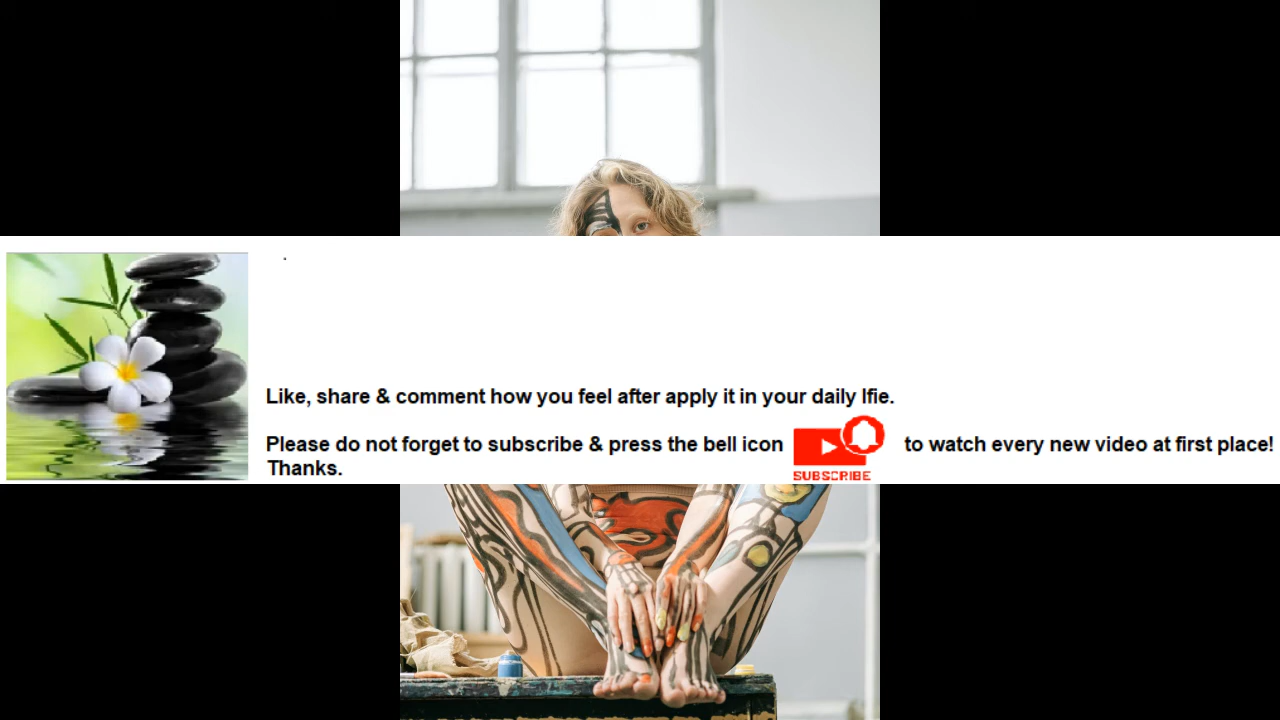 Like, share & comment how you feel after apply it in your daily lfie.
Please do not forget to subscribe & press the bell icon to watch every new video at first place!
SUBSCRIBE
Thanks.